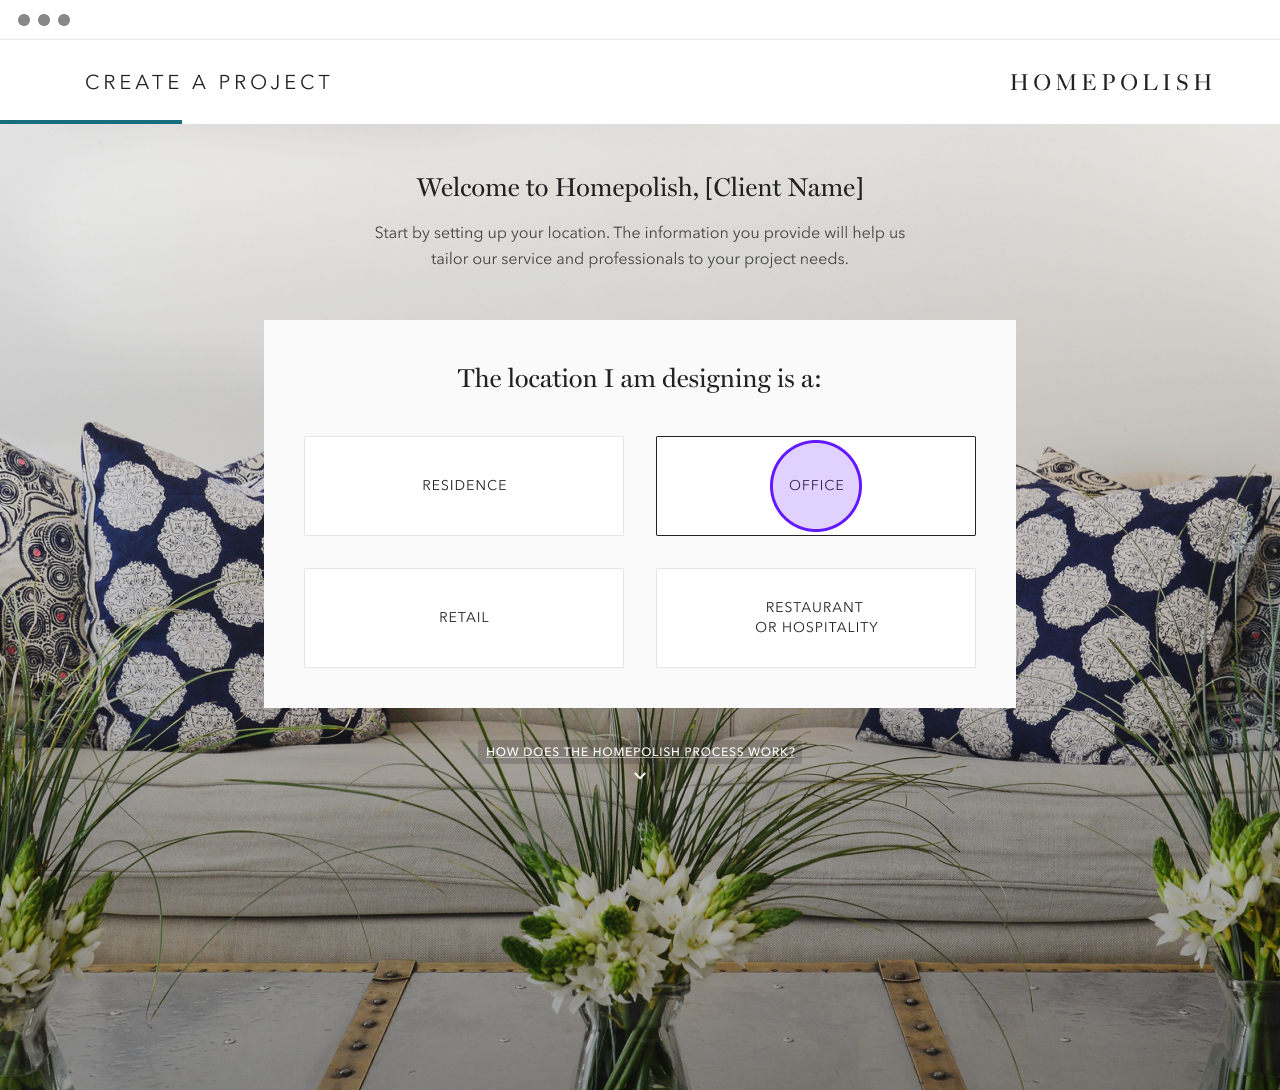 CREATE A PROJECT
HOMEPOLISH
Welcome to Homepolish, [Client Name]
Start by setting up your location. The information you provide will help us
tailor our service and professionals to your project needs.
The location I am designing is a:
RESIDENCE
OFFICE
RETAIL
RESTAURANT
OR HOSPITALITY
HOW DOES THE HOMEPOLISH PROCESS WORK?